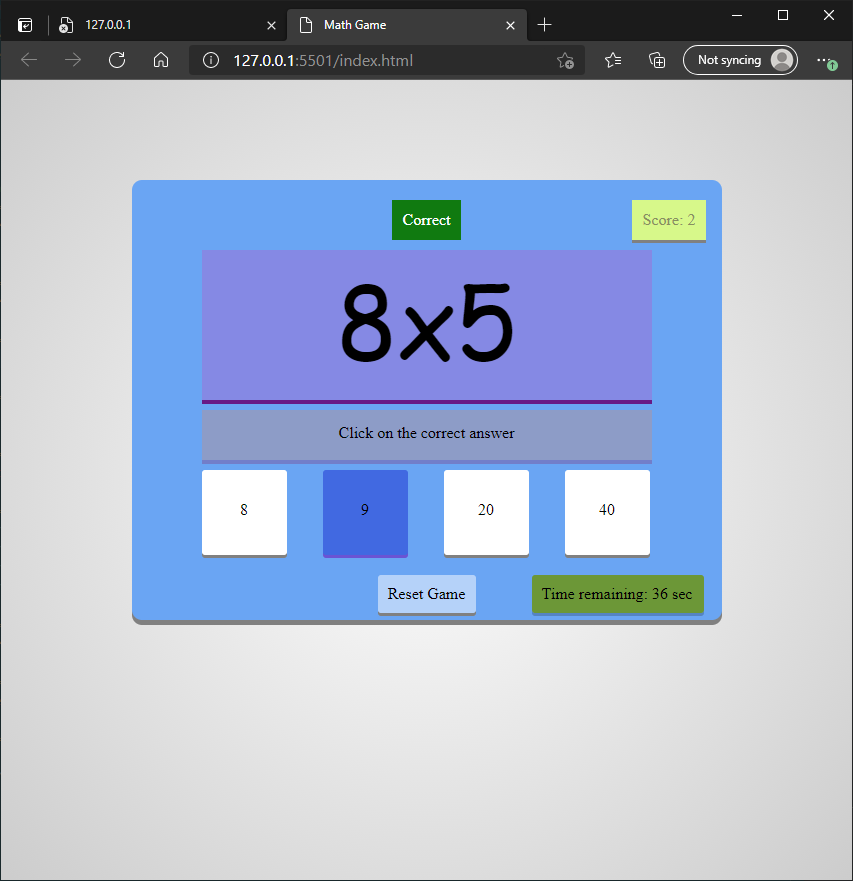 127.0.0.1
Math Game
127.0.0.1:5501/index.html
Not syncing
1
Correct
Score: 2
8x5
Click on the correct answer
8
9
20
40
Reset Game
Time remaining: 36 sec